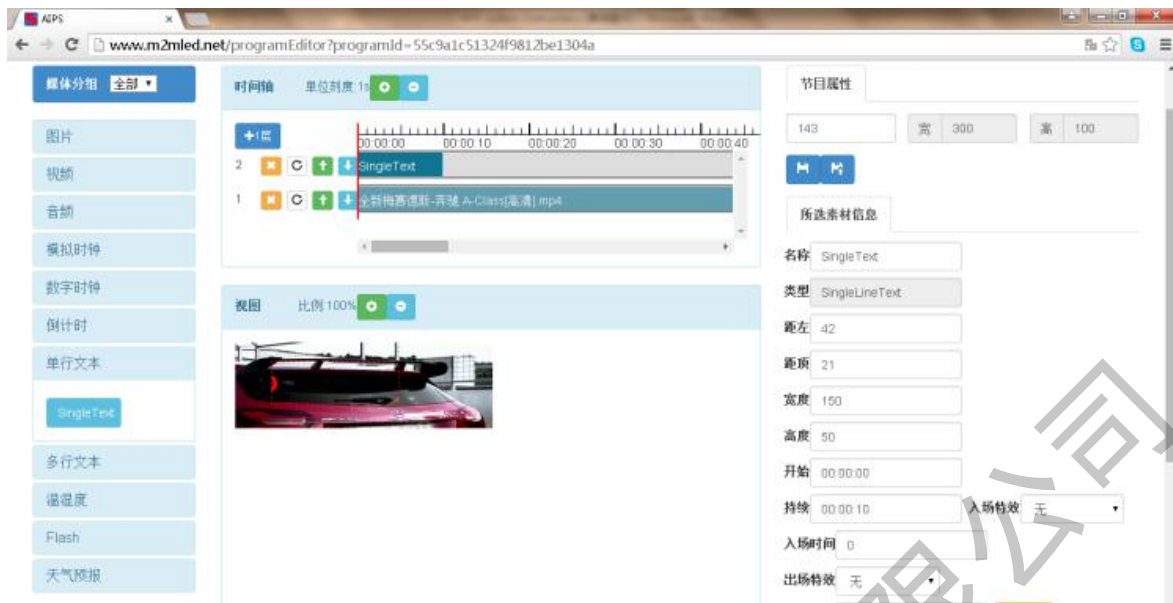 AIPS
www.m2mled.net/programEditor?programId=55c9a1c51324f9812be1304a
媒体分组 全部
图片
视频
音频
模拟时钟
数字时钟
倒计时
单行文本
SingleText
多行文本
温湿度
Flash
天气预报
时间轴 单位刻度:1s
+1层
00:00:00 00:00:10 00:00:20 00:00:30 00:00:40
2 SingleText
1 全新梅赛德斯-奔驰 A-Class[高清].mp4
视图 比例:100%
节目属性
143 宽 300 高 100
所选素材信息
名称 SingleText
类型 SingleLineText
距左 42
距顶 21
宽度 150
高度 50
开始 00:00:00
持续 00:00:10 入场特效 无
入场时间 0
出场特效 无
限公司